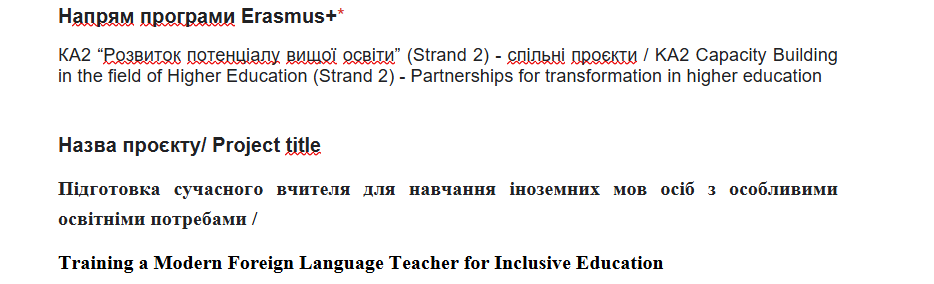 Напрям програми Erasmus+*
КА2 “Розвиток потенціалу вищої освіти” (Strand 2) - спільні проєкти / KA2 Capacity Building
in the field of Higher Education (Strand 2) - Partnerships for transformation in higher education
Назва проєкту/ Project title
Підготовка сучасного вчителя для навчання іноземних мов осіб з особливими
освітніми потребами /
Training a Modern Foreign Language Teacher for Inclusive Education